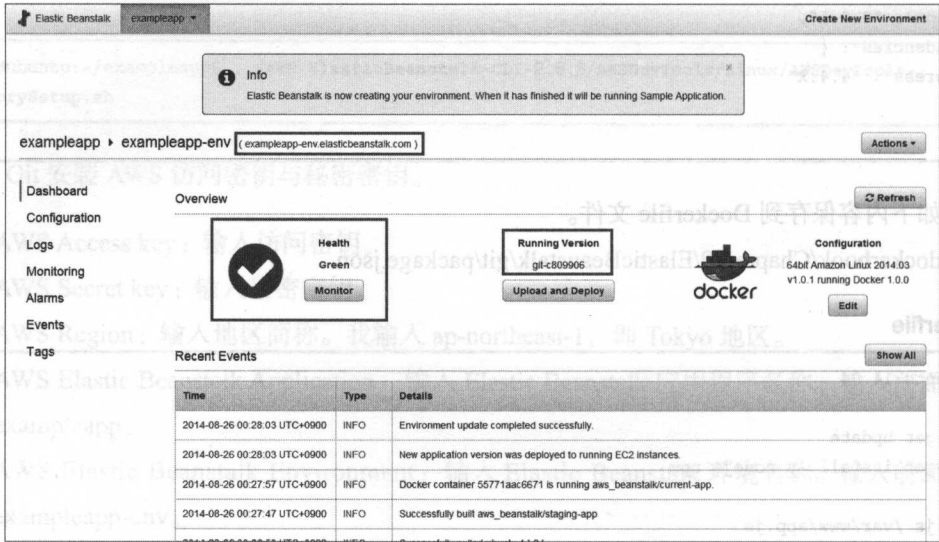 Elastic Beanstalk exampleapp Create New Environment
Info
Elastic Beanstalk is now creating your environment. When it has finished it will be running Sample Application.
exampleapp ▸ exampleapp-env ( exampleapp-env.elasticbeanstalk.com ) Actions
Dashboard
Configuration
Logs
Monitoring
Alarms
Events
Tags
Overview Refresh
Health
Green
Monitor
Running Version
git-c809906
Upload and Deploy
docker
Configuration
64bit Amazon Linux 2014.03
v1.0.1 running Docker 1.0.0
Edit
Recent Events Show All
Time Type Details
2014-08-26 00:28:03 UTC+0900 INFO Environment update completed successfully.
2014-08-26 00:28:03 UTC+0900 INFO New application version was deployed to running EC2 instances.
2014-08-26 00:27:57 UTC+0900 INFO Docker container 55771aac6671 is running aws_beanstalk/current-app.
2014-08-26 00:27:47 UTC+0900 INFO Successfully built aws_beanstalk/staging-app